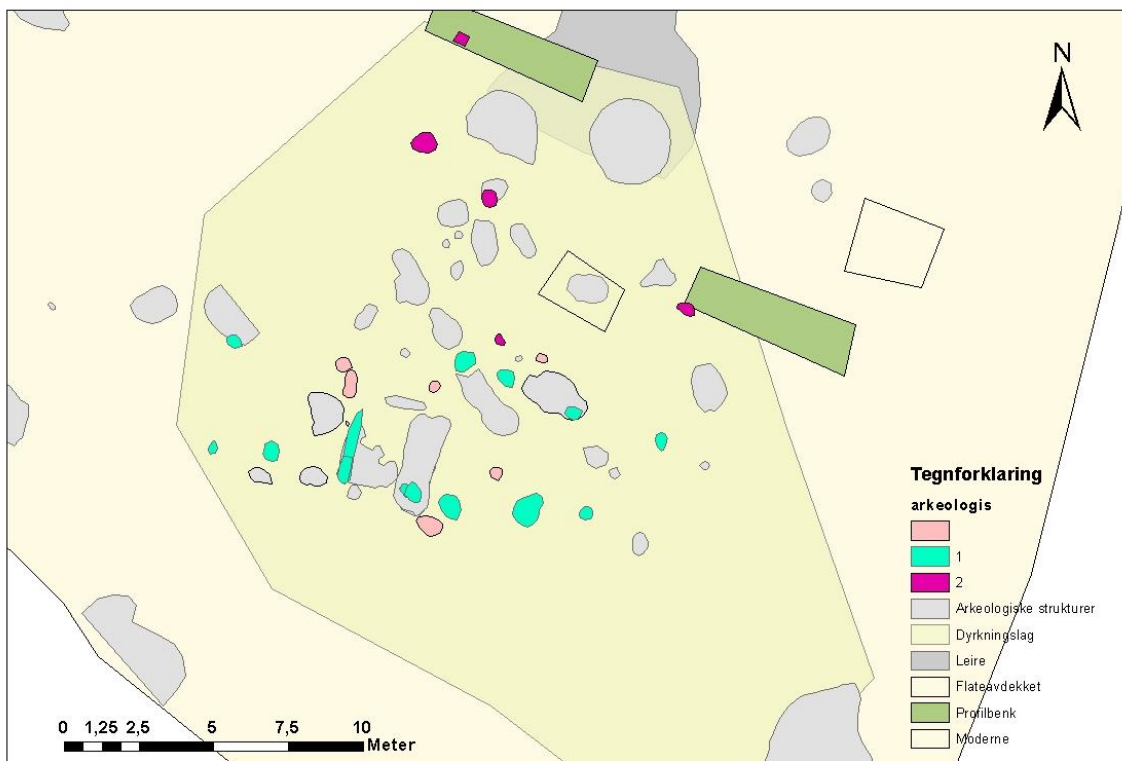 N
Tegnforklaring
arkeologis
1
2
Arkeologiske strukturer
Dyrkningslag
Leire
Flateavdekket
Profilbenk
Moderne
0 1,25 2,5 5 7,5 10
Meter